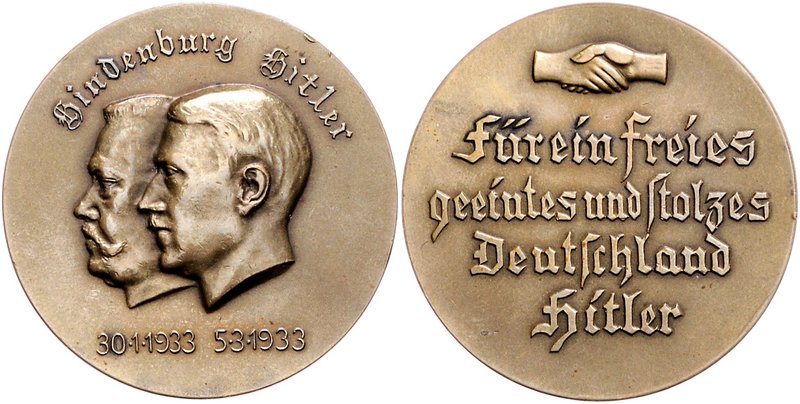 Hindenburg Hitler
30·1·1933 5·3·1933
Für ein freies
geeintes und stolzes
Deutschland
Hitler